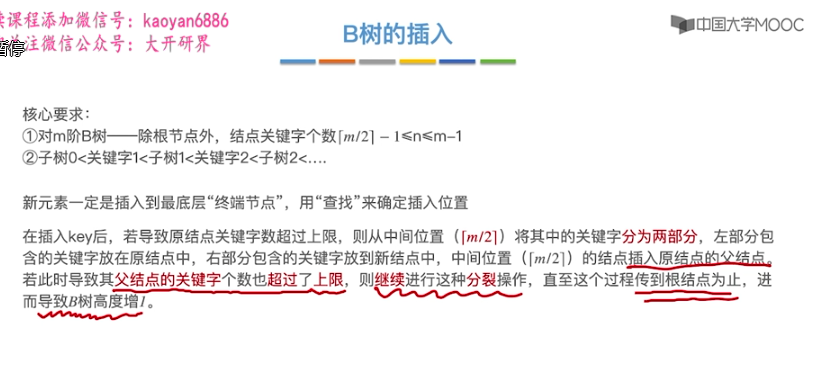 读课程添加微信号：kaoyan6886
关注微信公众号：大开研界
暂停
中国大学MOOC
B树的插入
核心要求：
①对m阶B树——除根节点外，结点关键字个数⌈m/2⌉ − 1≤n≤m−1
②子树0<关键字1<子树1<关键字2<子树2<….
新元素一定是插入到最底层“终端节点”，用“查找”来确定插入位置
在插入key后，若导致原结点关键字数超过上限，则从中间位置（⌈m/2⌉）将其中的关键字分为两部分，左部分包
含的关键字放在原结点中，右部分包含的关键字放到新结点中，中间位置（⌈m/2⌉）的结点插入原结点的父结点。
若此时导致其父结点的关键字个数也超过了上限，则继续进行这种分裂操作，直至这个过程传到根结点为止，进
而导致B树高度增1。